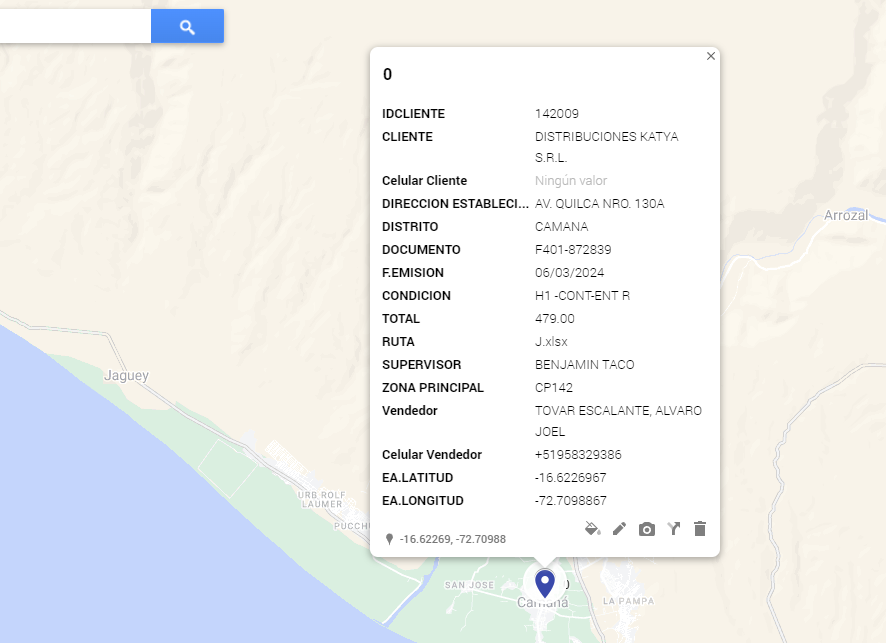 0
IDCLIENTE 142009
CLIENTE DISTRIBUCIONES KATYA
S.R.L.
Celular Cliente Ningún valor
DIRECCION ESTABLECI... AV. QUILCA NRO. 130A
DISTRITO CAMANA
DOCUMENTO F401-872839
F.EMISION 06/03/2024
CONDICION H1 -CONT-ENT R
TOTAL 479.00
RUTA J.xlsx
SUPERVISOR BENJAMIN TACO
ZONA PRINCIPAL CP142
Vendedor TOVAR ESCALANTE, ALVARO
JOEL
Celular Vendedor +51958329386
EA.LATITUD -16.6226967
EA.LONGITUD -72.7098867
-16.62269, -72.70988
Arrozal
Jaguey
URB ROLF
LAUMER
PUCCH
SAN JOSE
Camaná
LA PAMPA